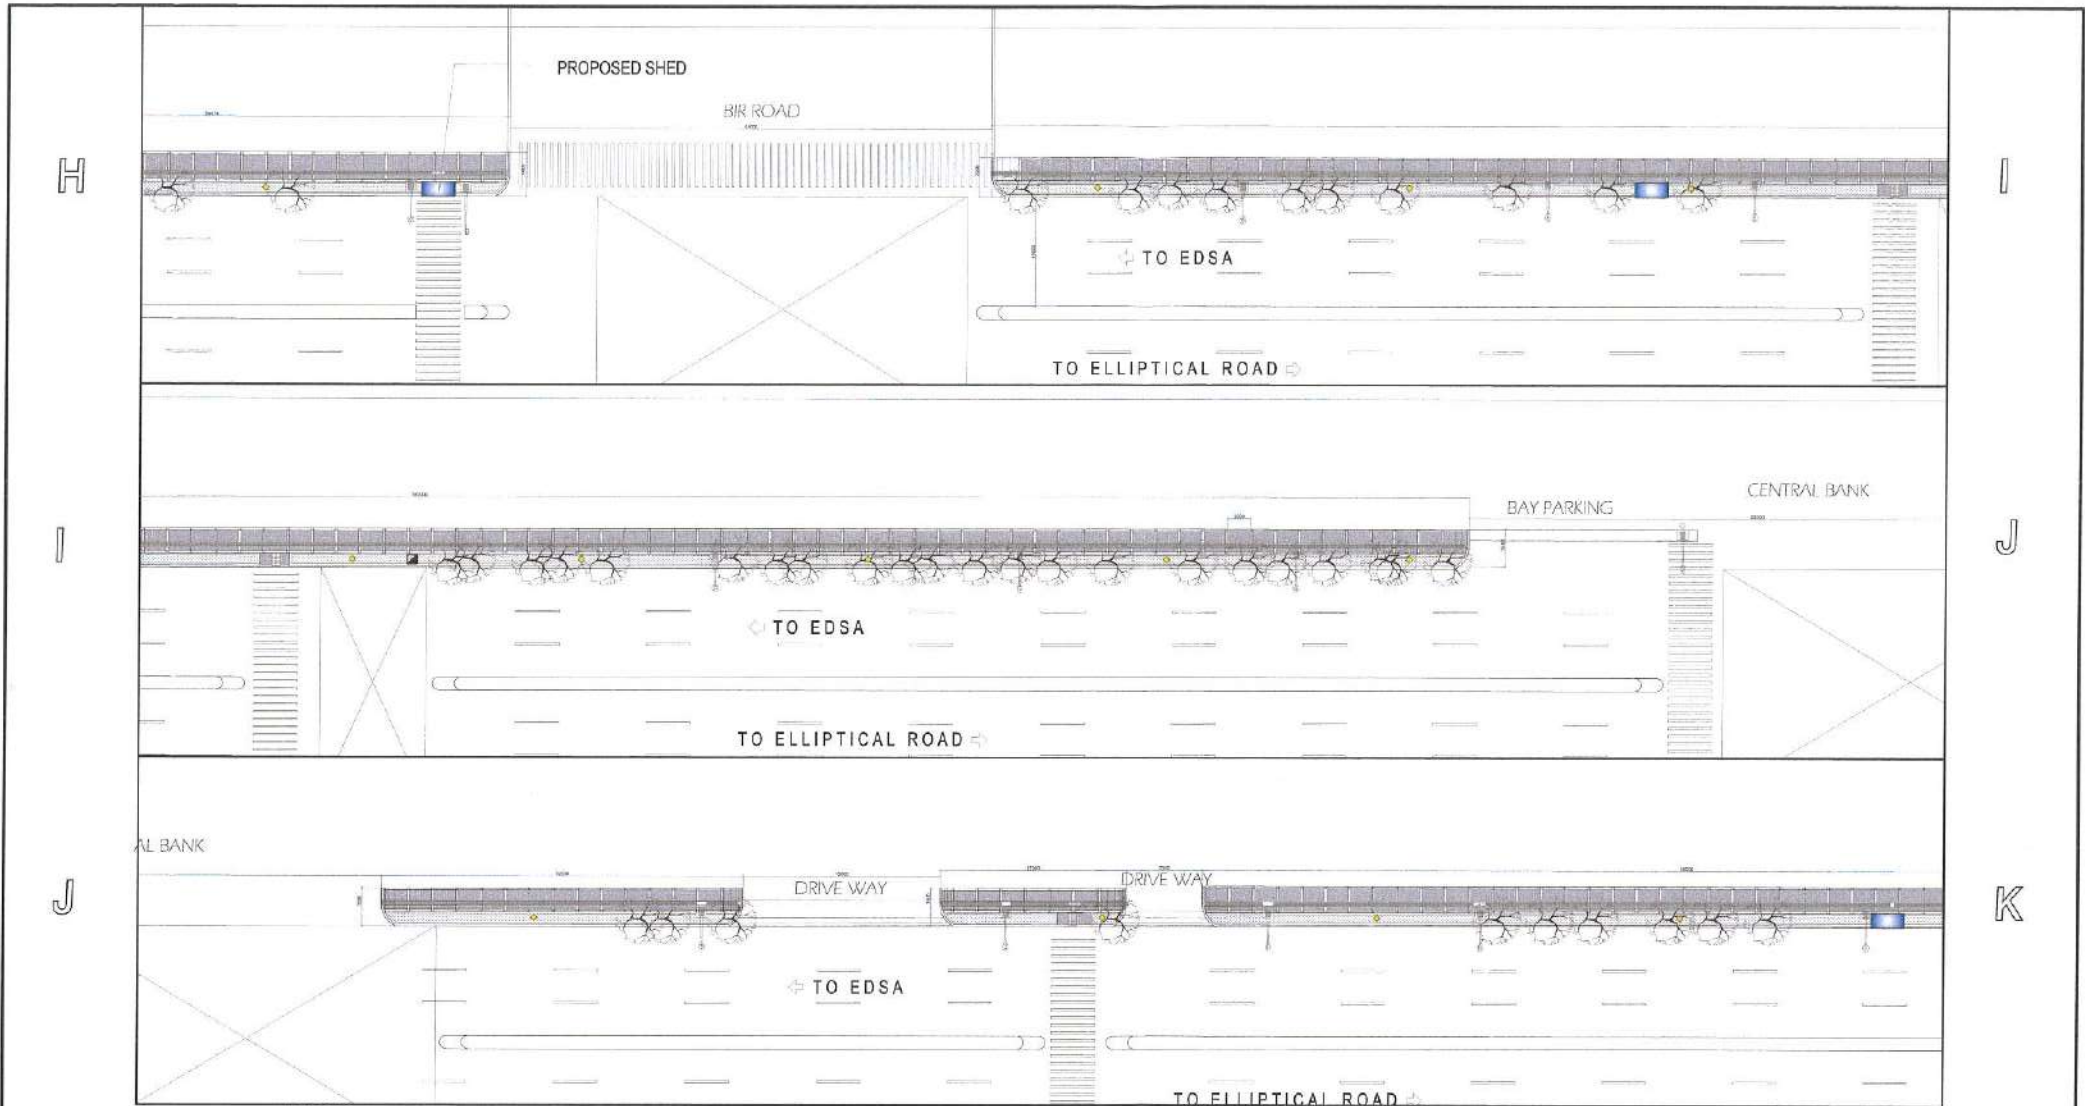 PROPOSED SHED
BIR ROAD
H
I
TO EDSA
TO ELLIPTICAL ROAD
CENTRAL BANK
BAY PARKING
I
J
TO EDSA
TO ELLIPTICAL ROAD
AL BANK
DRIVE WAY
DRIVE WAY
J
K
TO EDSA
TO ELLIPTICAL ROAD